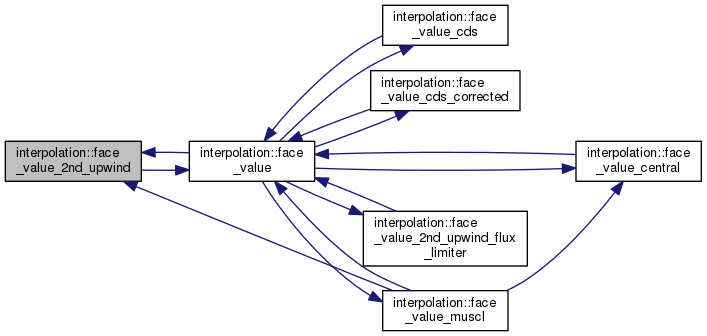 interpolation::face
_value_cds
interpolation::face
_value_cds_corrected
interpolation::face
_value_2nd_upwind
interpolation::face
_value
interpolation::face
_value_central
interpolation::face
_value_2nd_upwind_flux
_limiter
interpolation::face
_value_muscl